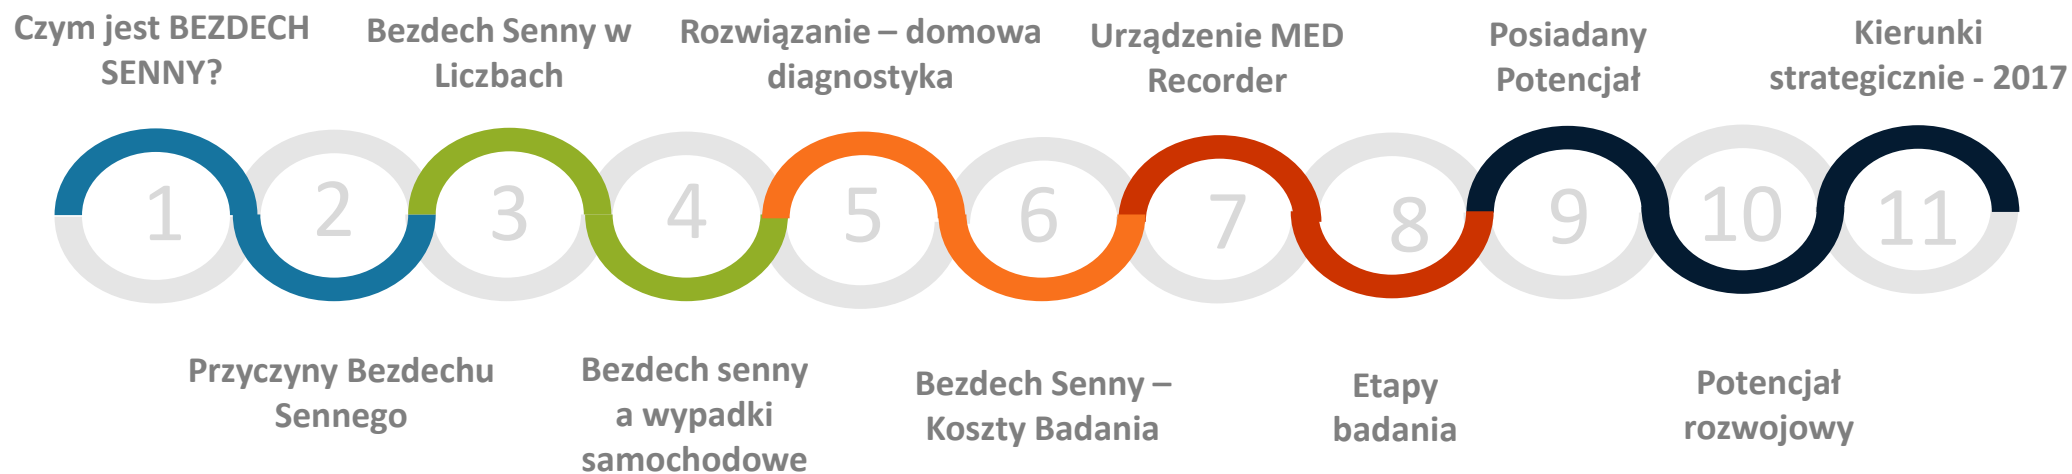 Czym jest BEZDECH
SENNY?
Bezdech Senny w
Liczbach
Rozwiązanie – domowa
diagnostyka
Urządzenie MED
Recorder
Posiadany
Potencjał
Kierunki
strategicznie - 2017
1
2
3
4
5
6
7
8
9
10
11
Przyczyny Bezdechu
Sennego
Bezdech senny
a wypadki
samochodowe
Bezdech Senny –
Koszty Badania
Etapy
badania
Potencjał
rozwojowy